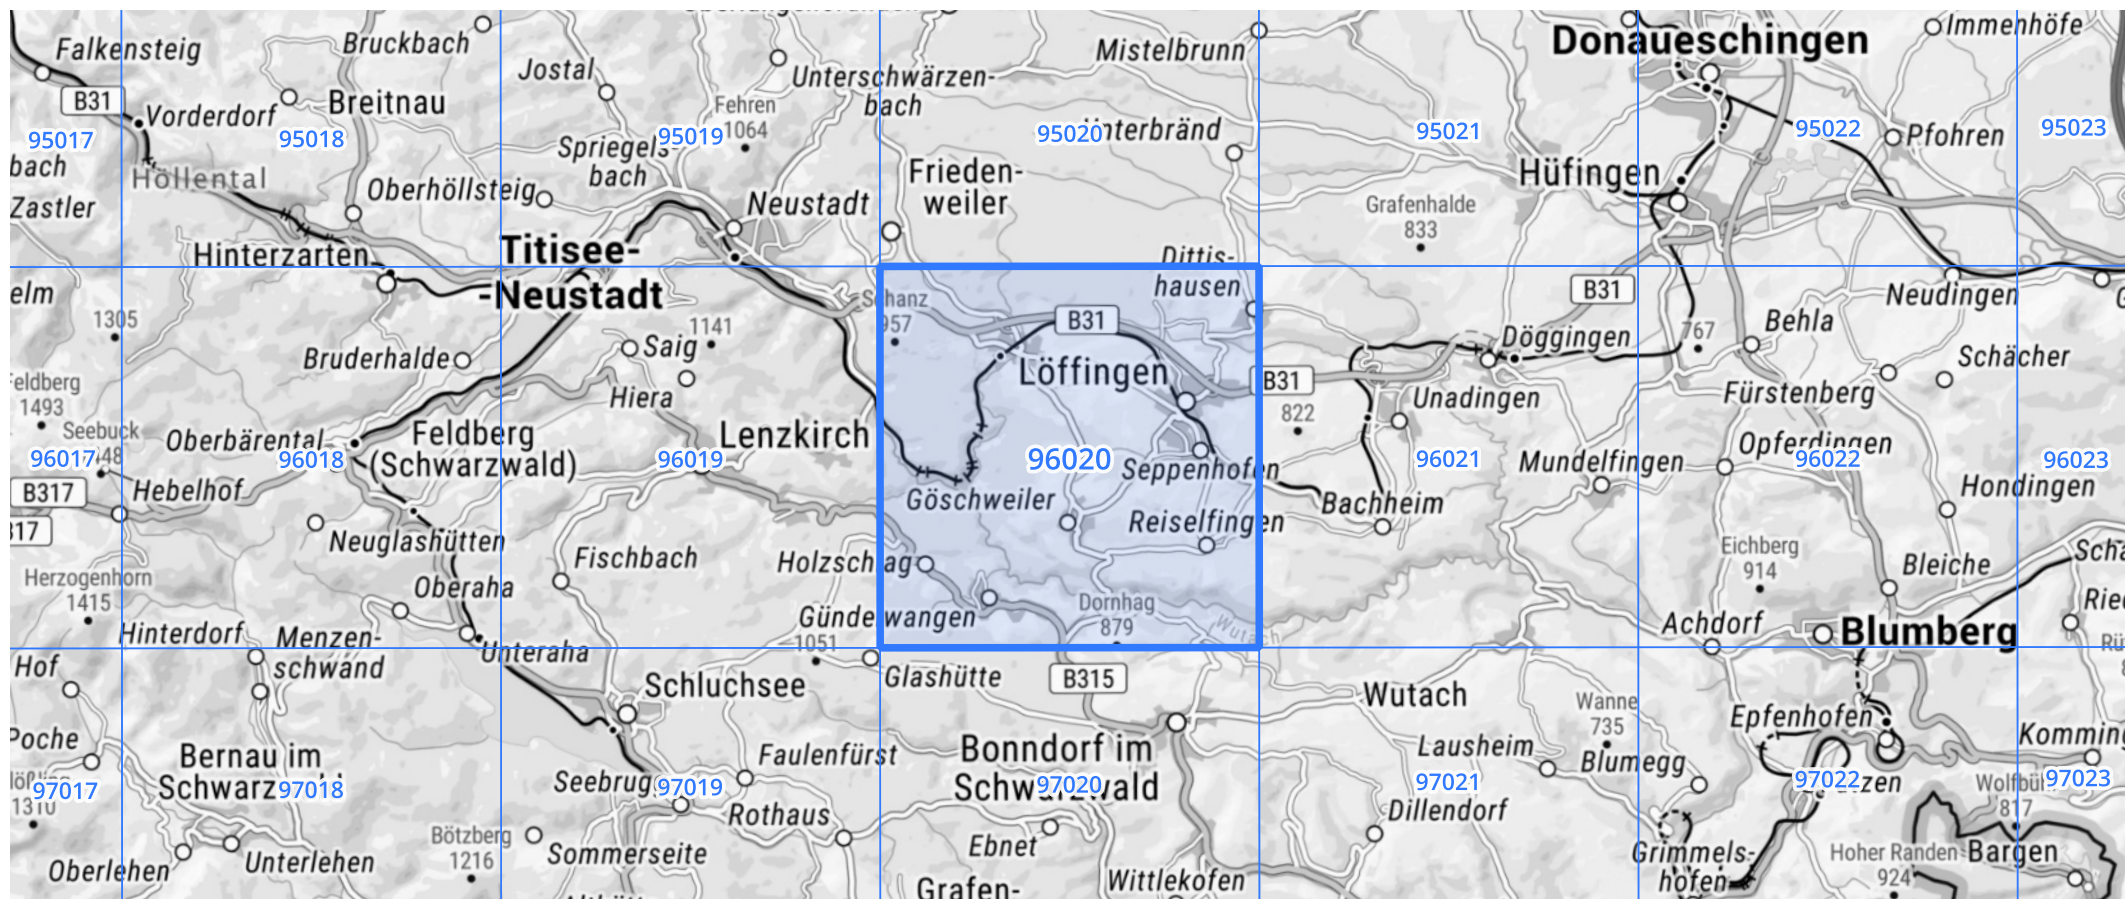 Falkensteig
Bruckbach
Jostal
Unterschwärzen-
bach
Mistelbrunn
Donaueschingen
Immenhöfe
B31
Vorderdorf
Breitnau
Fehren
1064
95017
95018
95019
95020
95021
95022
95023
Pfohren
bach
Höllental
Zastler
Oberhöllsteig
Spriegels-
bach
Neustadt
Frieden-
weiler
Hüfingen
Grafenhalde
833
Hinterzarten
Titisee-
-Neustadt
Dittis-
hausen
B31
Neudingen
elm
1305
Bruderhalde
Saig
1141
Schanz
957
B31
Löffingen
Döggingen
767
Behla
Schächer
1493
Hiera
B31
822
Unadingen
Fürstenberg
Seebuck
Oberbärental
Feldberg
(Schwarzwald)
Lenzkirch
96017
96018
96019
96020
96021
96022
96023
Seppenhofen
Mundelfingen
Opferdingen
B317
Hebelhof
Göschweiler
Bachheim
Hondingen
Neuglashütten
Reiselfingen
Fischbach
Holzschlag
Eichberg
914
Bleiche
Herzogenhorn
1415
Oberaha
Gündelwangen
Dornhag
879
Wutach
Achdorf
Blumberg
Hinterdorf
Menzen-
schwand
Unteraha
1051
Hof
Schluchsee
Glashütte
B315
Wutach
Wanne
735
Epfenhofen
Bernau im
Schwarzwald
Faulenfürst
Bonndorf im
Schwarzwald
Lausheim
Blumegg
97017
97018
97019
97020
97021
97022
97023
1310
Rothaus
Dillendorf
817
Bötzberg
1216
Sommerseite
Ebnet
Grimmels-
hofen
Hoher Randen
924
Bargen
Oberlehen
Unterlehen
Grafen-
Wittlekofen